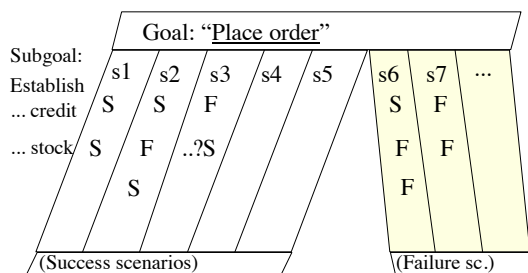 Goal: “Place order”
Subgoal:
s1 s2 s3 s4 s5 s6 s7 ...
Establish
... credit S S F S F
... stock S F ..?S F F
S F
(Success scenarios) (Failure sc.)